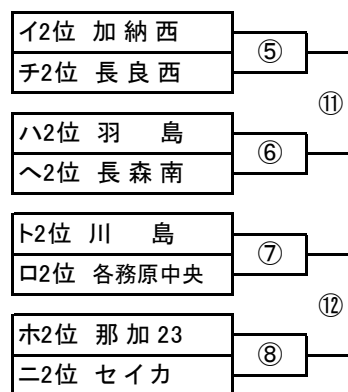 イ2位 加納西
チ2位 長良西
⑤
⑪
ハ2位 羽 島
ヘ2位 長森南
⑥
ト2位 川 島
ロ2位 各務原中央
⑦
⑫
ホ2位 那加23
ニ2位 セイカ
⑧